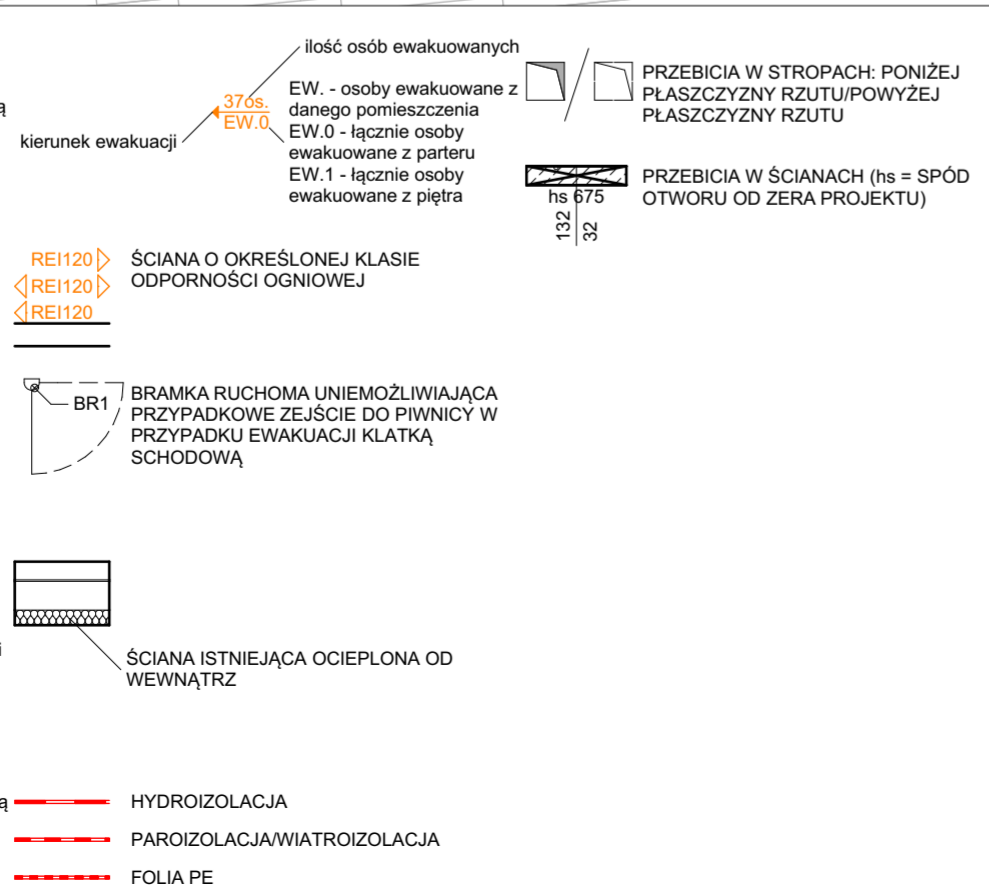 ilość osób ewakuowanych
kierunek ewakuacji
37os.
EW.0
EW. - osoby ewakuowane z
danego pomieszczenia
EW.0 - łącznie osoby
ewakuowane z parteru
EW.1 - łącznie osoby
ewakuowane z piętra
PRZEBICIA W STROPACH: PONIŻEJ
PŁASZCZYZNY RZUTU/POWYŻEJ
PŁASZCZYZNY RZUTU
hs 675
132
32
PRZEBICIA W ŚCIANACH (hs = SPÓD
OTWORU OD ZERA PROJEKTU)
REI120
REI120
REI120
ŚCIANA O OKREŚLONEJ KLASIE
ODPORNOŚCI OGNIOWEJ
BR1
BRAMKA RUCHOMA UNIEMOŻLIWIAJĄCA
PRZYPADKOWE ZEJŚCIE DO PIWNICY W
PRZYPADKU EWAKUACJI KLATKĄ
SCHODOWĄ
ŚCIANA ISTNIEJĄCA OCIEPLONA OD
WEWNĄTRZ
HYDROIZOLACJA
PAROIZOLACJA/WIATROIZOLACJA
FOLIA PE